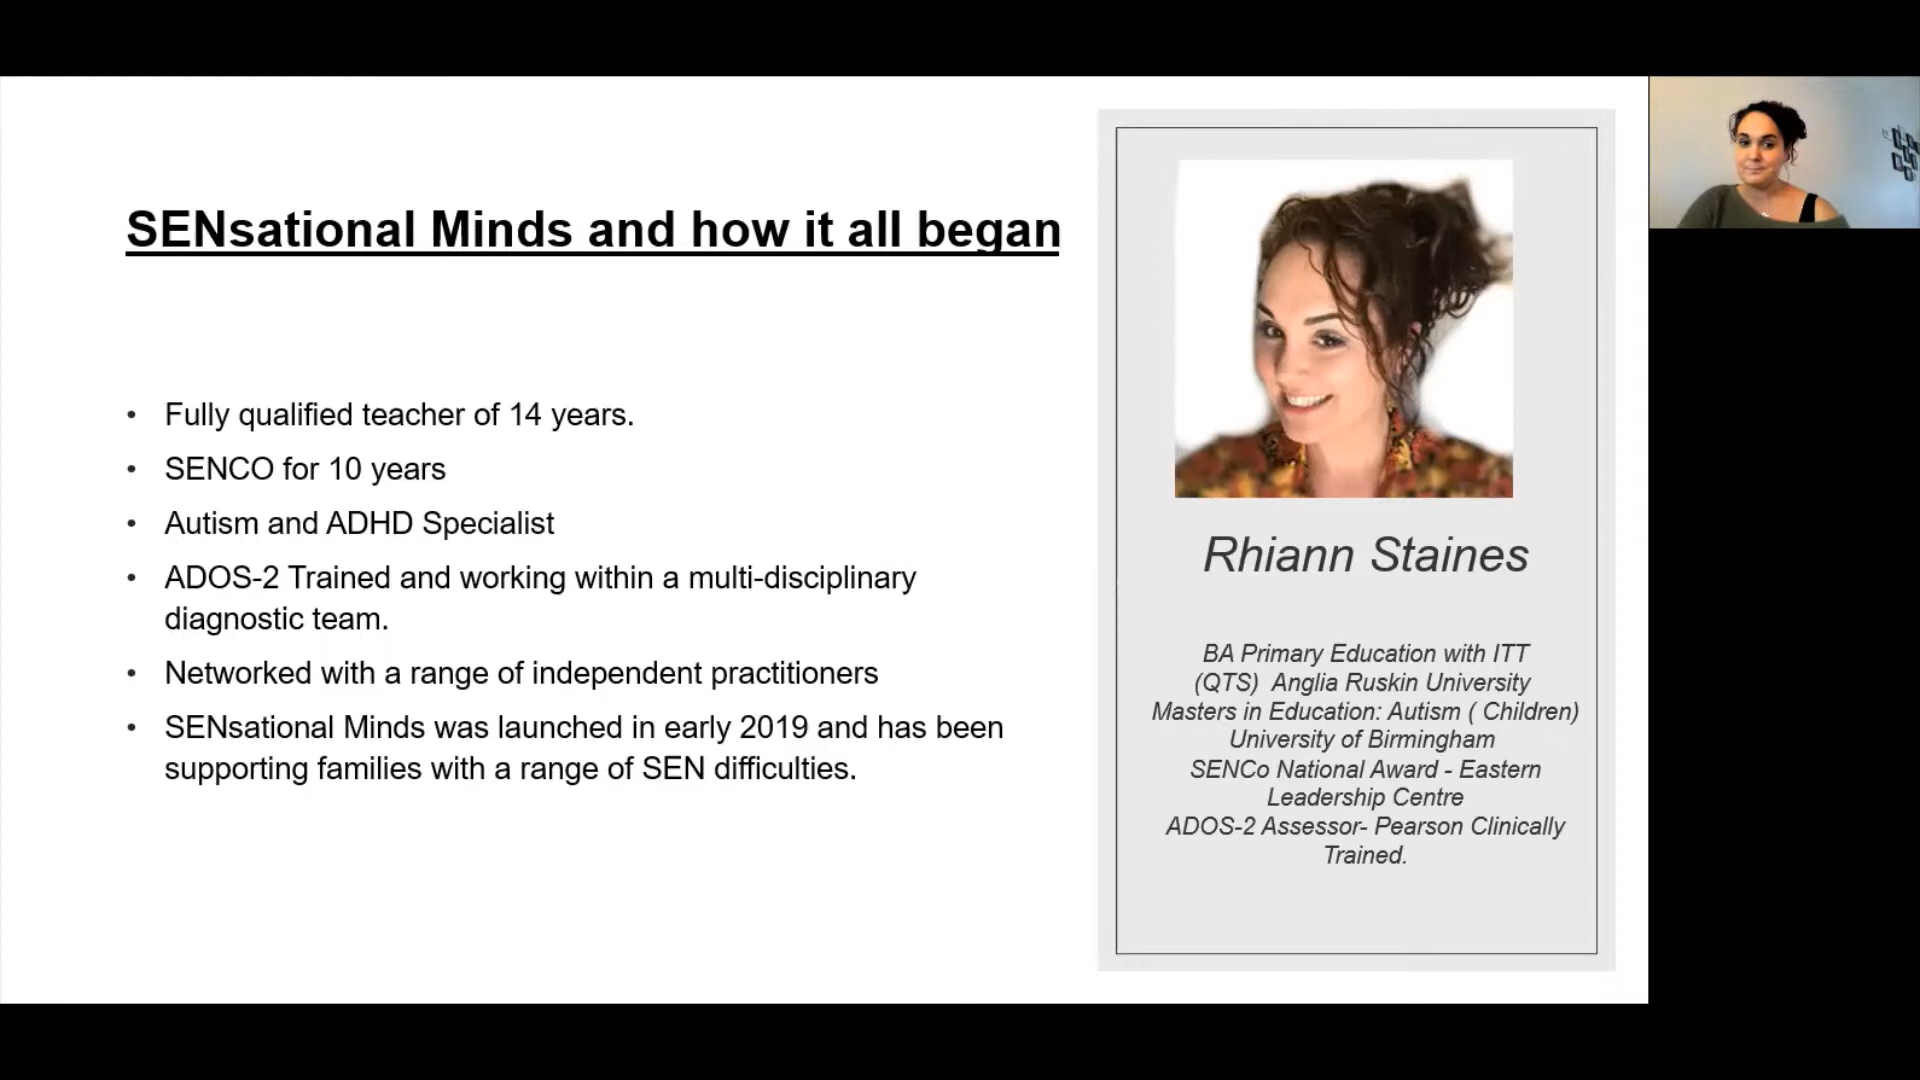 SENsational Minds and how it all began
• Fully qualified teacher of 14 years.
• SENCO for 10 years
• Autism and ADHD Specialist
• ADOS-2 Trained and working within a multi-disciplinary
diagnostic team.
• Networked with a range of independent practitioners
• SENsational Minds was launched in early 2019 and has been
supporting families with a range of SEN difficulties.
Rhiann Staines
BA Primary Education with ITT
(QTS)  Anglia Ruskin University
Masters in Education: Autism ( Children)
University of Birmingham
SENCo National Award - Eastern
Leadership Centre
ADOS-2 Assessor- Pearson Clinically
Trained.